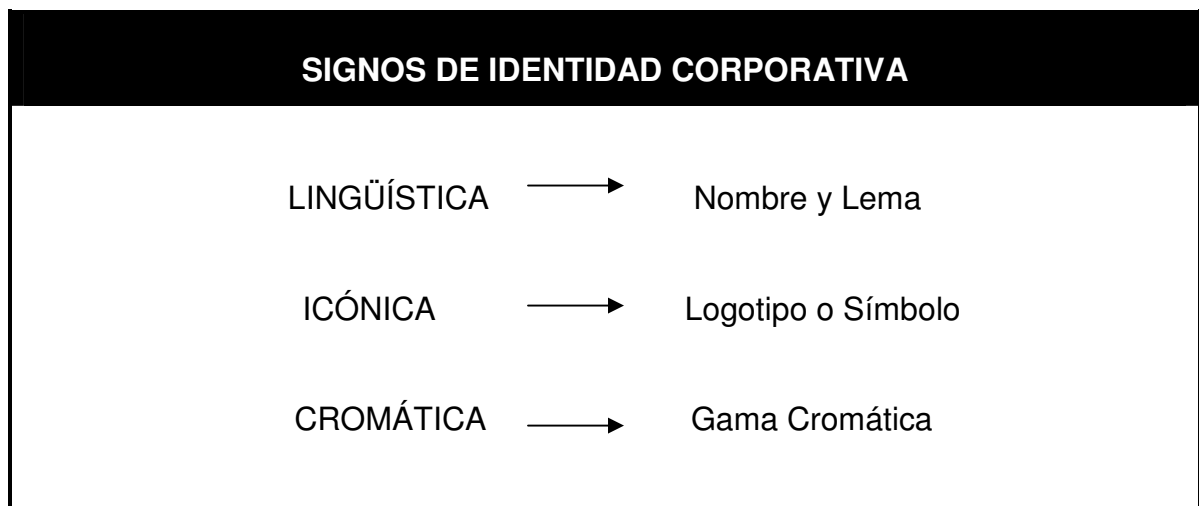 SIGNOS DE IDENTIDAD CORPORATIVA
LINGÜÍSTICA Nombre y Lema
ICÓNICA Logotipo o Símbolo
CROMÁTICA Gama Cromática